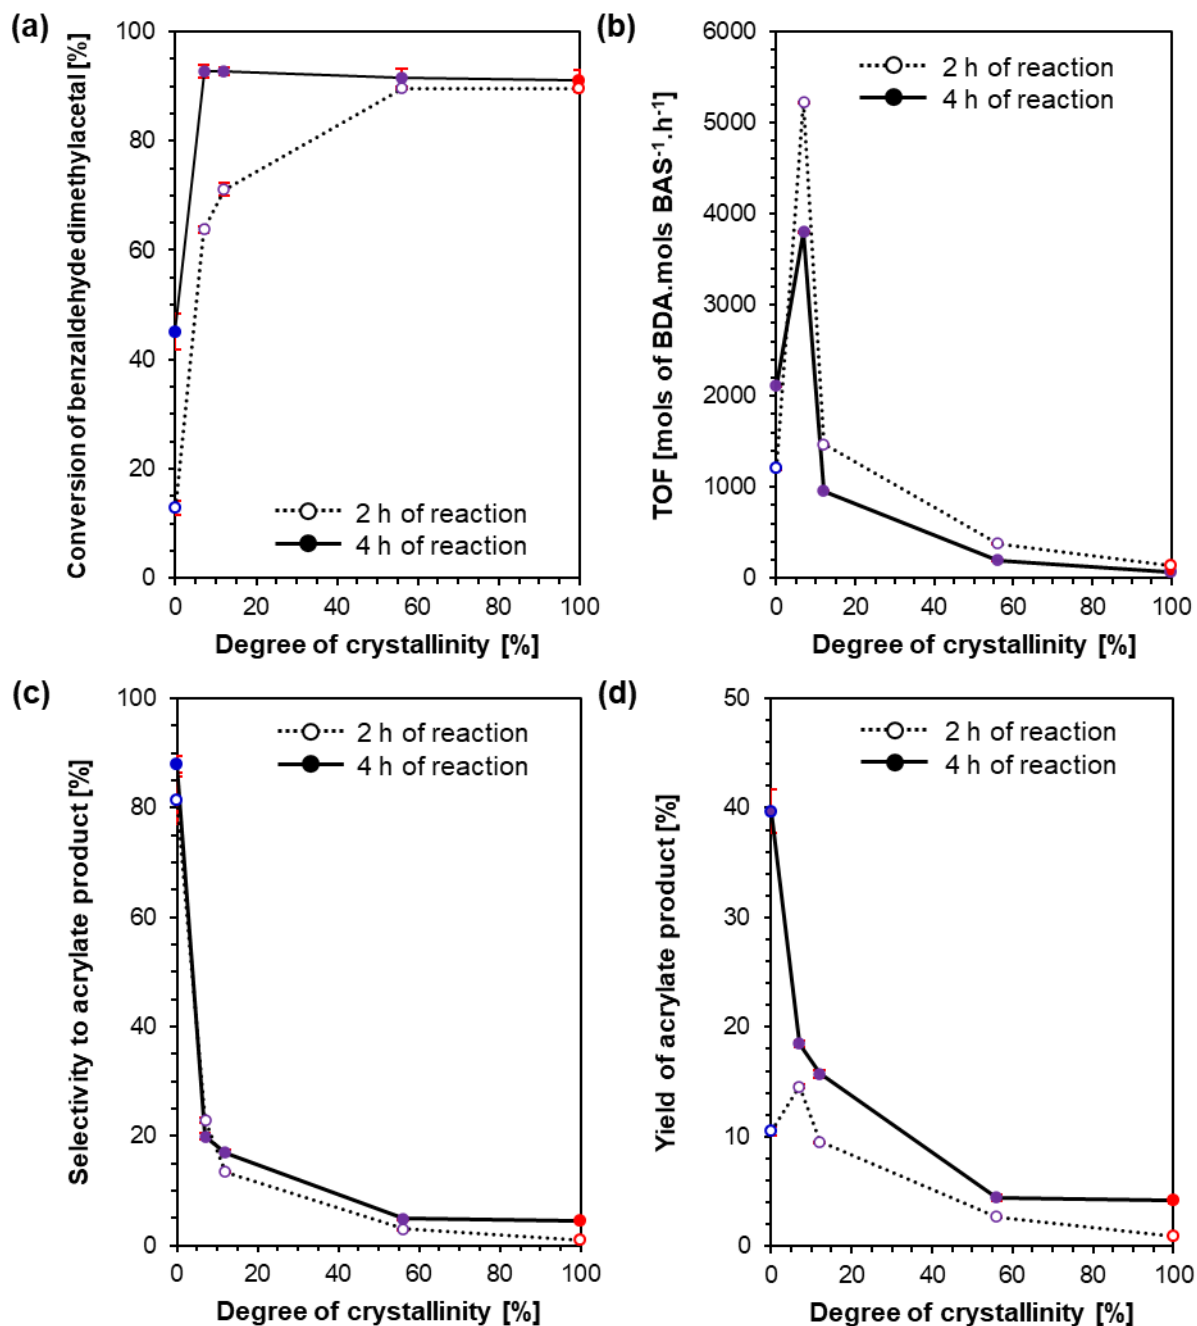 (a)
Conversion of benzaldehyde dimethylacetal [%]
100
80
60
40
20
0
2 h of reaction
4 h of reaction
0 20 40 60 80 100
Degree of crystallinity [%]
(b)
TOF [mols of BDA.mols BAS⁻¹.h⁻¹]
6000
5000
4000
3000
2000
1000
0
2 h of reaction
4 h of reaction
0 20 40 60 80 100
Degree of crystallinity [%]
(c)
Selectivity to acrylate product [%]
100
80
60
40
20
0
2 h of reaction
4 h of reaction
0 20 40 60 80 100
Degree of crystallinity [%]
(d)
Yield of acrylate product [%]
50
40
30
20
10
0
2 h of reaction
4 h of reaction
0 20 40 60 80 100
Degree of crystallinity [%]